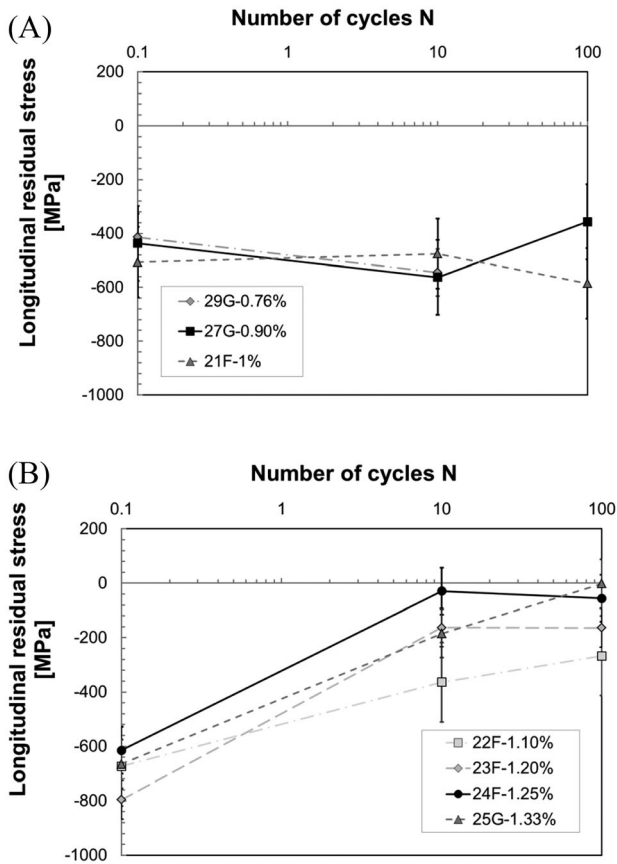 (A)
Number of cycles N
0.1 1 10 100
Longitudinal residual stress
[MPa]
200
0
-200
-400
-600
-800
-1000
29G-0.76%
27G-0.90%
21F-1%
(B)
Number of cycles N
0.1 1 10 100
Longitudinal residual stress
[MPa]
200
0
-200
-400
-600
-800
-1000
22F-1.10%
23F-1.20%
24F-1.25%
25G-1.33%